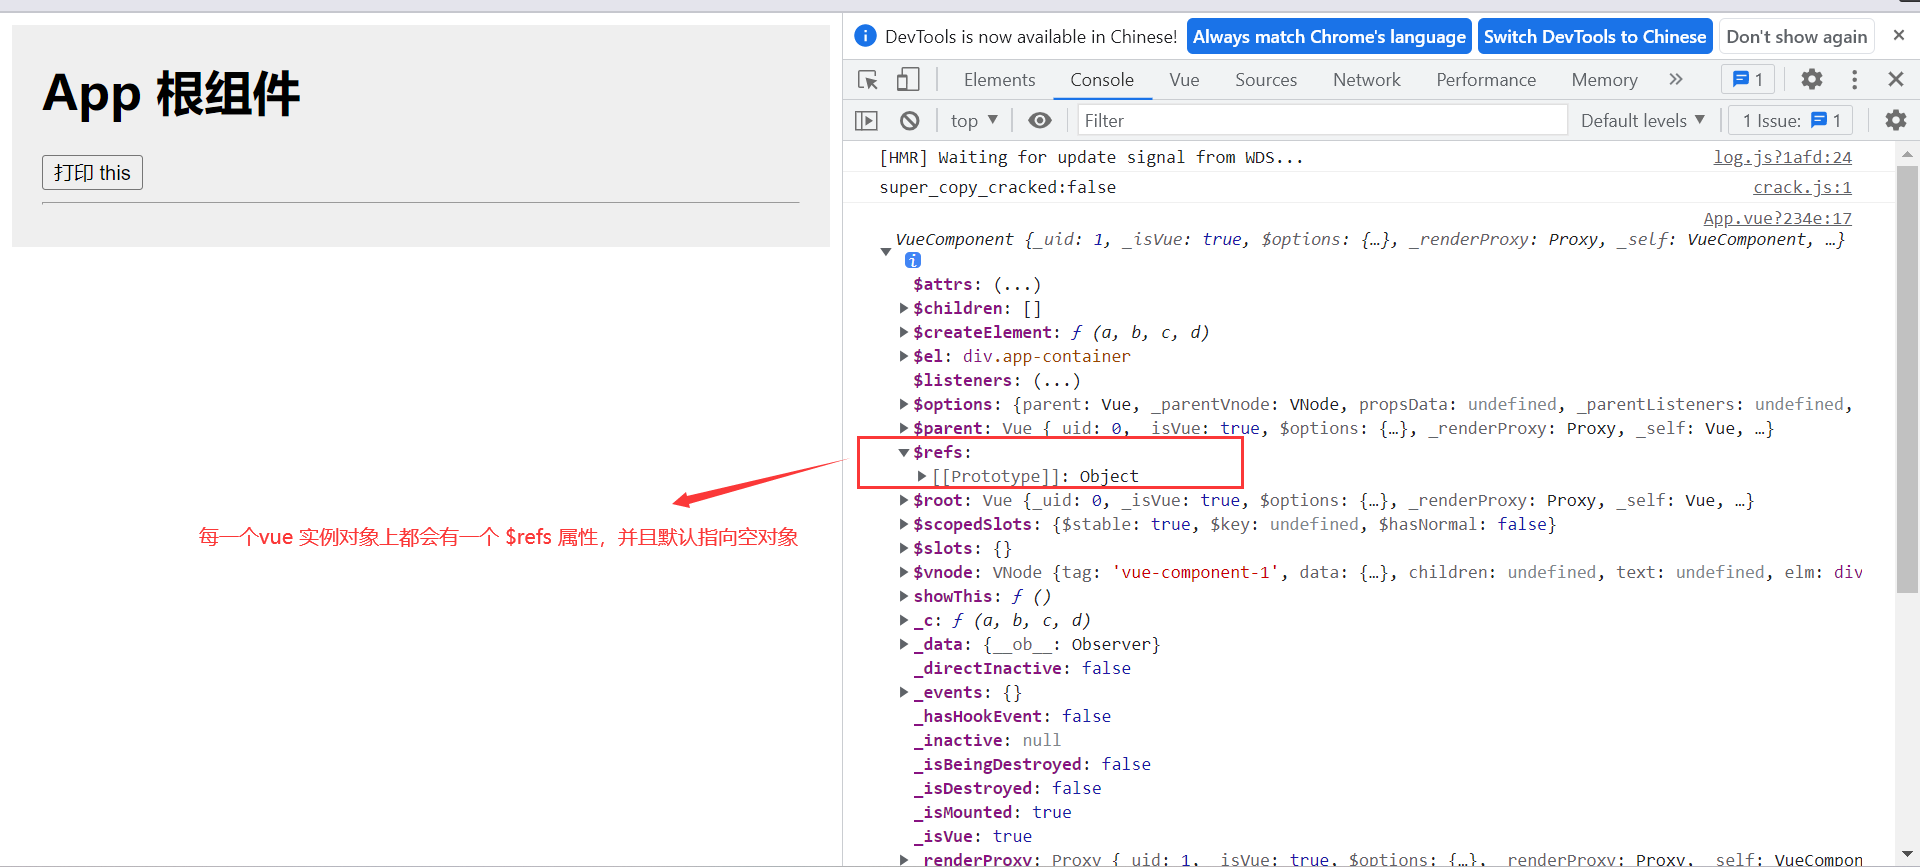 App 根组件
打印 this
每一个vue 实例对象上都会有一个 $refs 属性，并且默认指向空对象
DevTools is now available in Chinese! Always match Chrome's language Switch DevTools to Chinese Don't show again
Elements Console Vue Sources Network Performance Memory 1
top Filter Default levels 1 Issue: 1
[HMR] Waiting for update signal from WDS... log.js?1afd:24
super_copy_cracked:false crack.js:1
App.vue?234e:17
VueComponent {_uid: 1, _isVue: true, $options: {…}, _renderProxy: Proxy, _self: VueComponent, …}
$attrs: (...)
$children: []
$createElement: ƒ (a, b, c, d)
$el: div.app-container
$listeners: (...)
$options: {parent: Vue, _parentVnode: VNode, propsData: undefined, _parentListeners: undefined,
$parent: Vue {_uid: 0, _isVue: true, $options: {…}, _renderProxy: Proxy, _self: Vue, …}
$refs:
[[Prototype]]: Object
$root: Vue {_uid: 0, _isVue: true, $options: {…}, _renderProxy: Proxy, _self: Vue, …}
$scopedSlots: {$stable: true, $key: undefined, $hasNormal: false}
$slots: {}
$vnode: VNode {tag: 'vue-component-1', data: {…}, children: undefined, text: undefined, elm: div
showThis: ƒ ()
_c: ƒ (a, b, c, d)
_data: {__ob__: Observer}
_directInactive: false
_events: {}
_hasHookEvent: false
_inactive: null
_isBeingDestroyed: false
_isDestroyed: false
_isMounted: true
_isVue: true
_renderProxy: Proxy {_uid: 1, _isVue: true, $options: {…}, _renderProxy: Proxy, _self: VueCompon